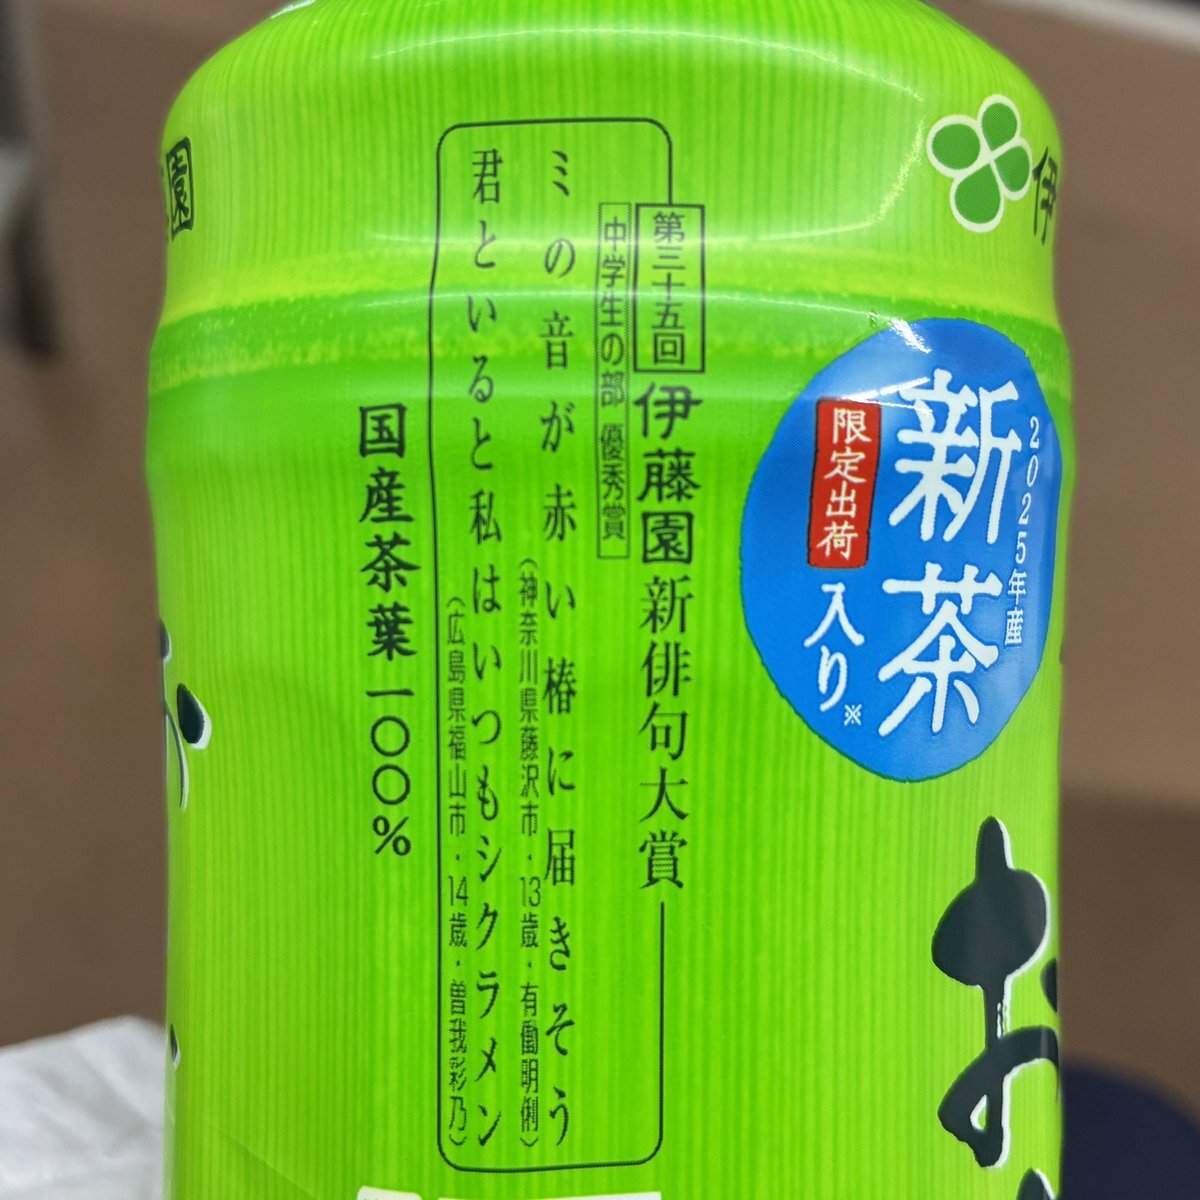 伊
2025年産
新茶
限定出荷
入り※
お
第三十五回 伊藤園新俳句大賞
中学生の部 優秀賞
ミの音が赤い椿に届きそう
(神奈川県藤沢市・13歳・有働明俐)
君といると私はいつもシクラメン
(広島県福山市・14歳・曽我彩乃)
国産茶葉一〇〇%
園